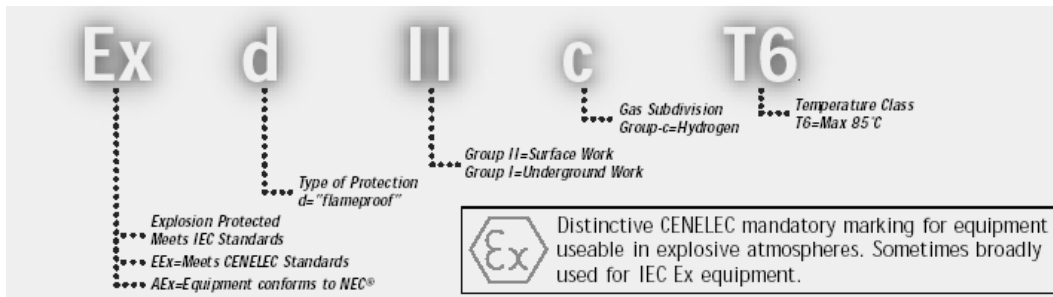 Ex d II c T6
Gas Subdivision
Group-c=Hydrogen
Temperature Class
T6=Max 85°C
Group II=Surface Work
Group I=Underground Work
Type of Protection
d="flameproof"
Explosion Protected
Meets IEC Standards
EEx=Meets CENELEC Standards
AEx=Equipment conforms to NEC®
Ex
Distinctive CENELEC mandatory marking for equipment
useable in explosive atmospheres. Sometimes broadly
used for IEC Ex equipment.